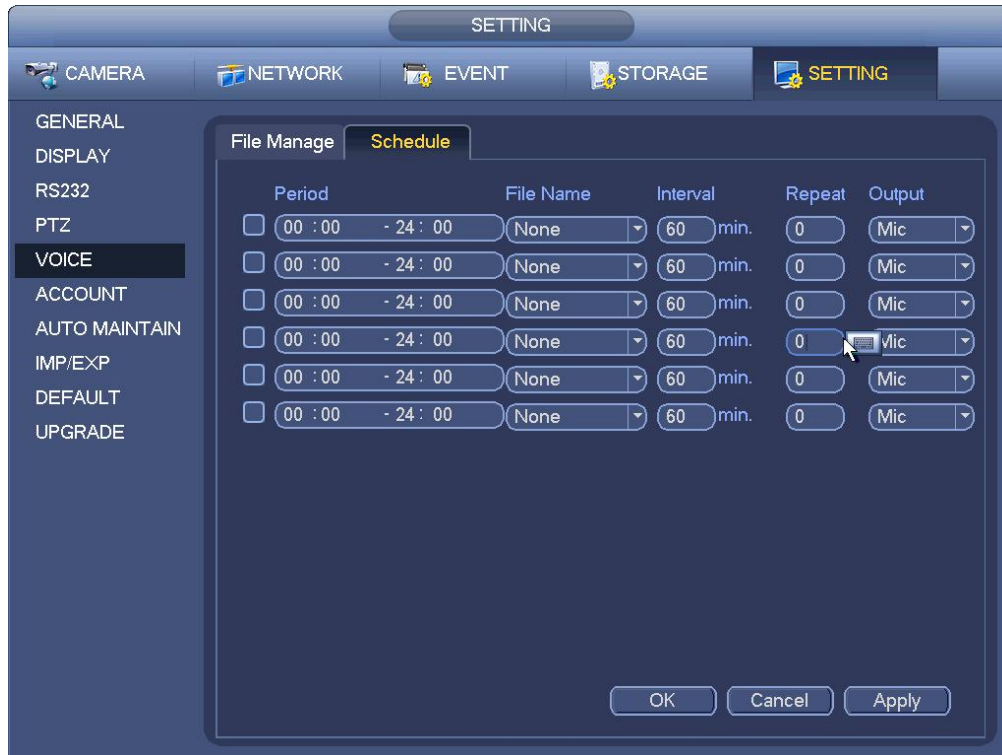 SETTING
CAMERA NETWORK EVENT STORAGE SETTING
GENERAL
DISPLAY
RS232
PTZ
VOICE
ACCOUNT
AUTO MAINTAIN
IMP/EXP
DEFAULT
UPGRADE
File Manage Schedule
Period File Name Interval Repeat Output
00 : 00 - 24 : 00 None 60 min. 0 Mic
00 : 00 - 24 : 00 None 60 min. 0 Mic
00 : 00 - 24 : 00 None 60 min. 0 Mic
00 : 00 - 24 : 00 None 60 min. 0 Mic
00 : 00 - 24 : 00 None 60 min. 0 Mic
00 : 00 - 24 : 00 None 60 min. 0 Mic
OK Cancel Apply